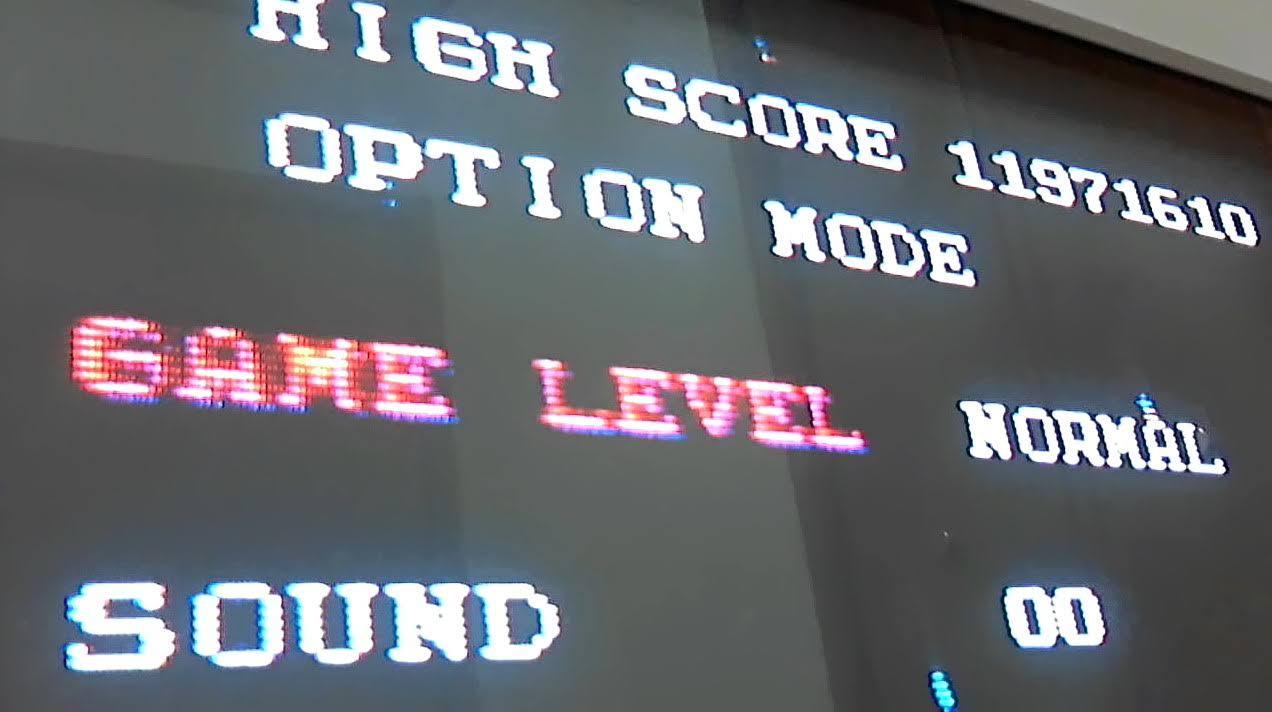 HIGH SCORE 11971610
OPTION MODE
GAME LEVEL NORMAL
SOUND 00